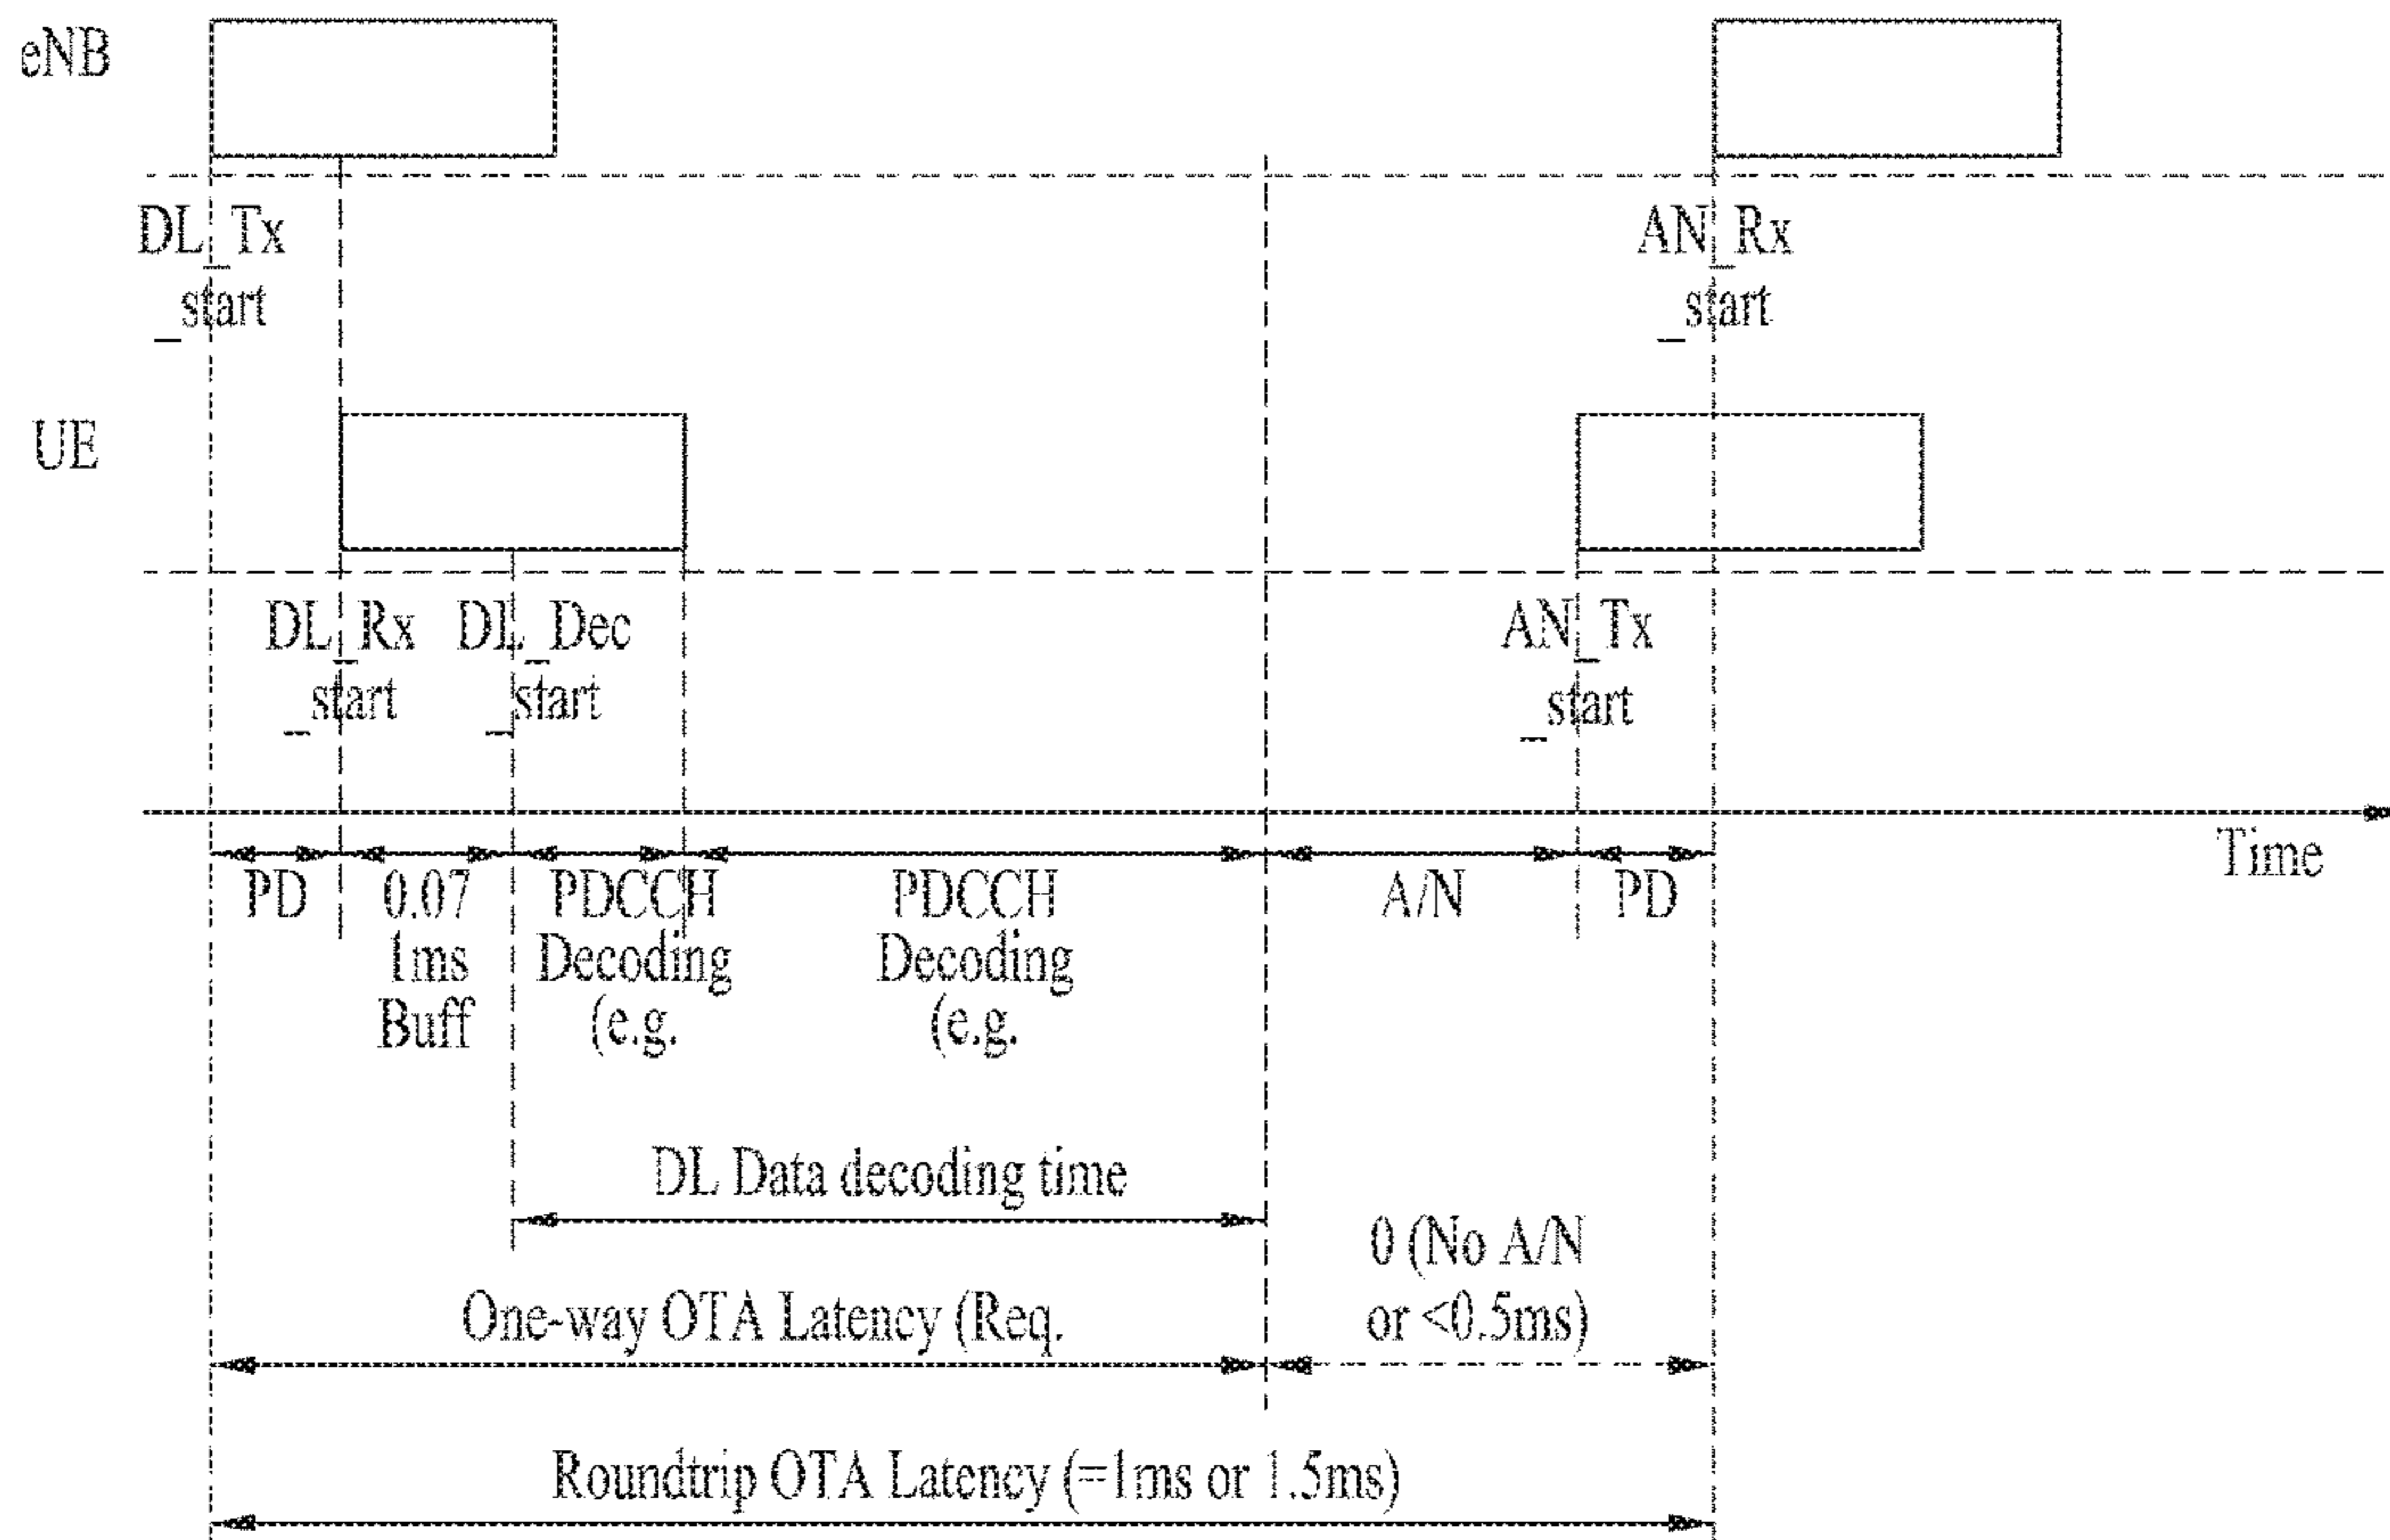 eNB
DL_Tx
_start
AN_Rx
_start
UE
DL_Rx
_start
DL_Dec
_start
AN_Tx
_start
Time
PD
0.07
1ms
Buff
PDCCH
Decoding
(e.g.
PDCCH
Decoding
(e.g.
A/N
PD
DL Data decoding time
0 (No A/N
or <0.5ms)
One-way OTA Latency (Req.
Roundtrip OTA Latency (=1ms or 1.5ms)